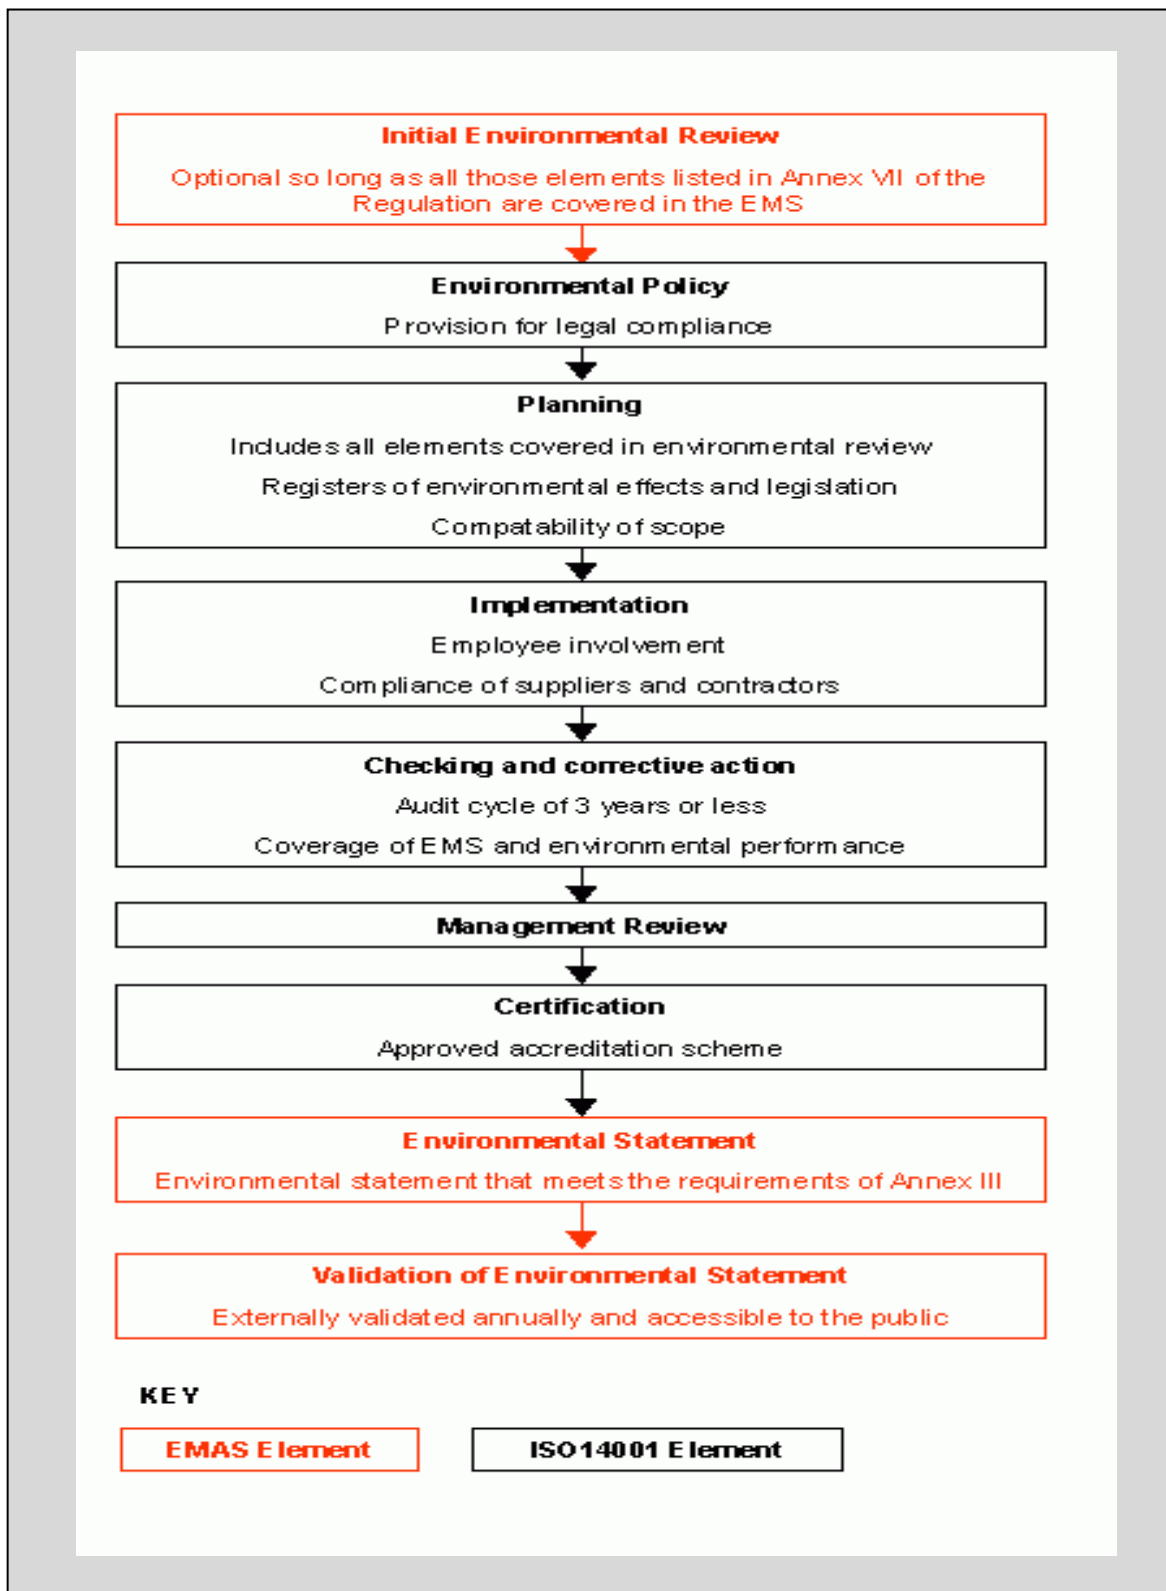 Initial Environmental Review
Optional so long as all those elements listed in Annex VII of the
Regulation are covered in the EMS
Environmental Policy
Provision for legal compliance
Planning
Includes all elements covered in environmental review
Registers of environmental effects and legislation
Compatability of scope
Implementation
Employee involvement
Compliance of suppliers and contractors
Checking and corrective action
Audit cycle of 3 years or less
Coverage of EMS and environmental performance
Management Review
Certification
Approved accreditation scheme
Environmental Statement
Environmental statement that meets the requirements of Annex III
Validation of Environmental Statement
Externally validated annually and accessible to the public
KEY
EMAS Element
ISO14001 Element